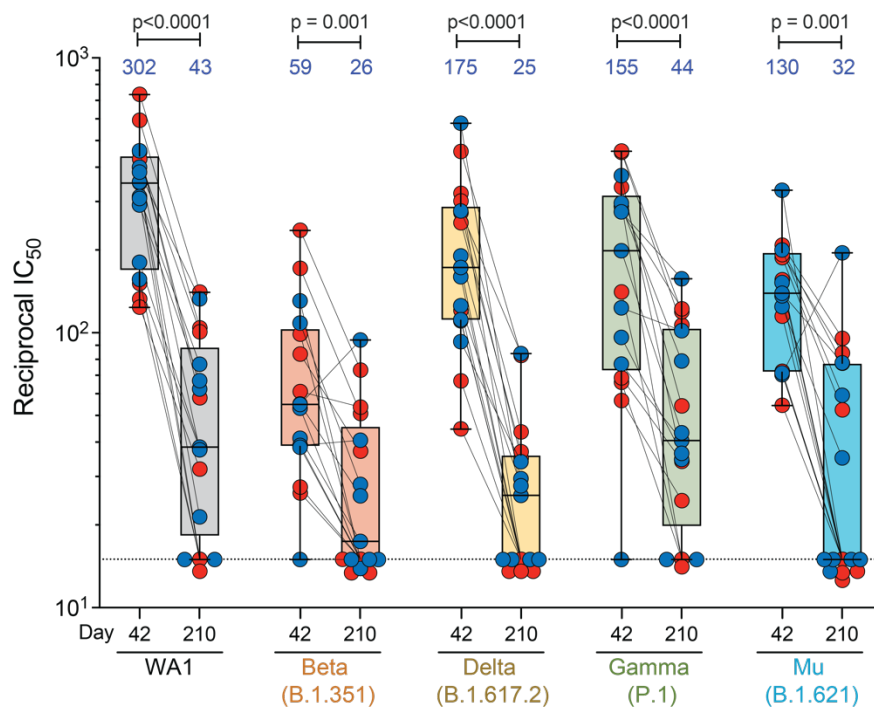 p<0.0001 p = 0.001 p<0.0001 p<0.0001 p = 0.001
302 43 59 26 175 25 155 44 130 32
10³
10²
10¹
Reciprocal IC₅₀
Day 42 210 42 210 42 210 42 210 42 210
WA1 Beta Delta Gamma Mu
(B.1.351) (B.1.617.2) (P.1) (B.1.621)